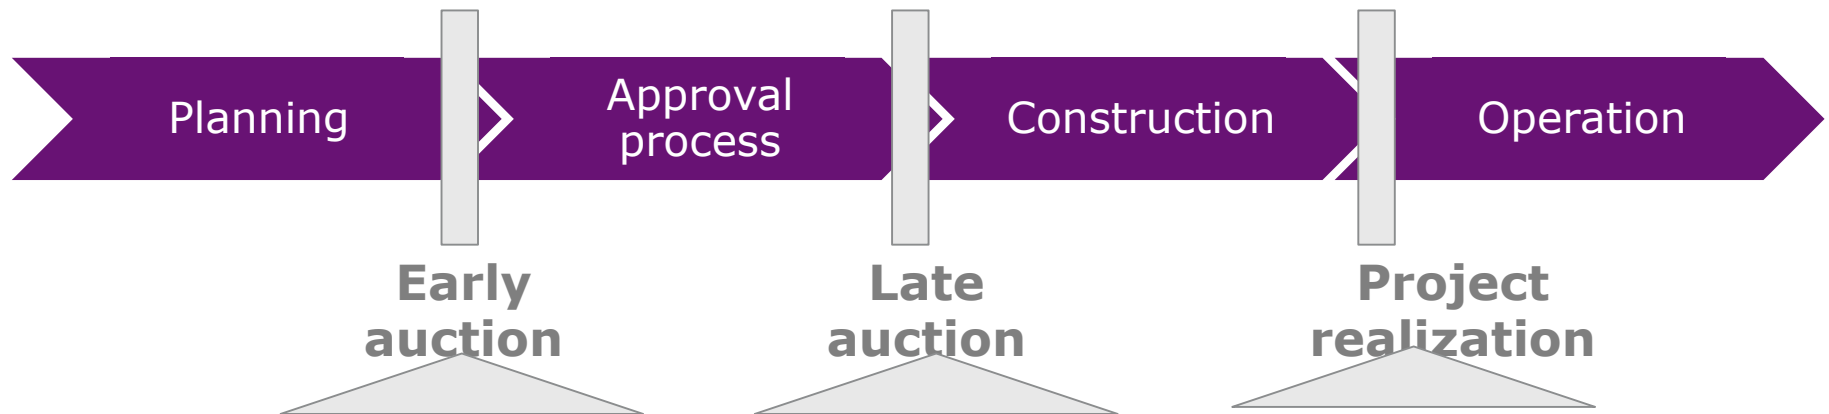 Planning
Approval
process
Construction
Operation
Early
auction
Late
auction
Project
realization